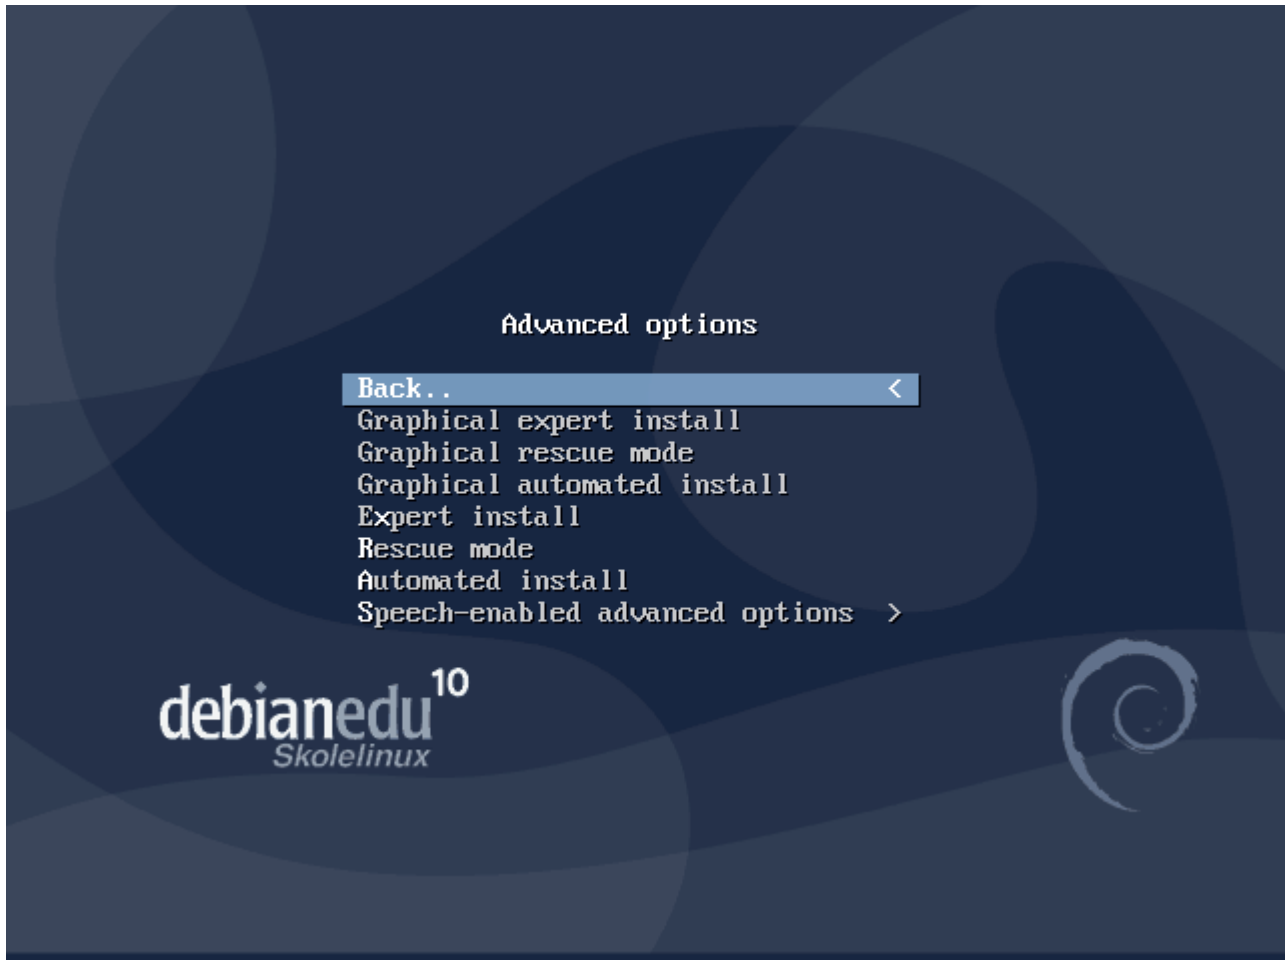 Advanced options
Back.. <
Graphical expert install
Graphical rescue mode
Graphical automated install
Expert install
Rescue mode
Automated install
Speech-enabled advanced options >
debianedu 10
Skolelinux